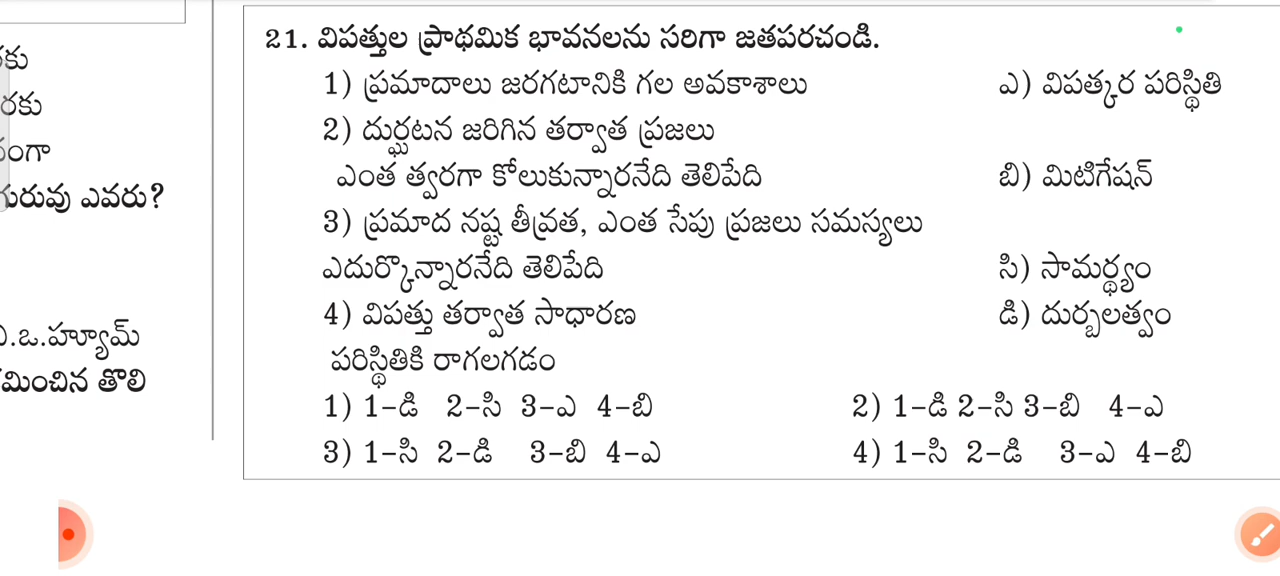 రకు
గురువు ఎవరు?
.ఒ.హ్యూమ్
మించిన తొలి
21. విపత్తుల ప్రాథమిక భావనలను సరిగా జతపరచండి.
1) ప్రమాదాలు జరగటానికి గల అవకాశాలు ఎ) విపత్కర పరిస్థితి
2) దుర్ఘటన జరిగిన తర్వాత ప్రజలు
ఎంత త్వరగా కోలుకున్నారనేది తెలిపేది బి) మిటిగేషన్
3) ప్రమాద నష్ట తీవ్రత, ఎంత సేపు ప్రజలు సమస్యలు
ఎదుర్కొన్నారనేది తెలిపేది సి) సామర్థ్యం
4) విపత్తు తర్వాత సాధారణ డి) దుర్బలత్వం
పరిస్థితికి రాగలగడం
1) 1-డి 2-సి 3-ఎ 4-బి 2) 1-డి 2-సి 3-బి 4-ఎ
3) 1-సి 2-డి 3-బి 4-ఎ 4) 1-సి 2-డి 3-ఎ 4-బి